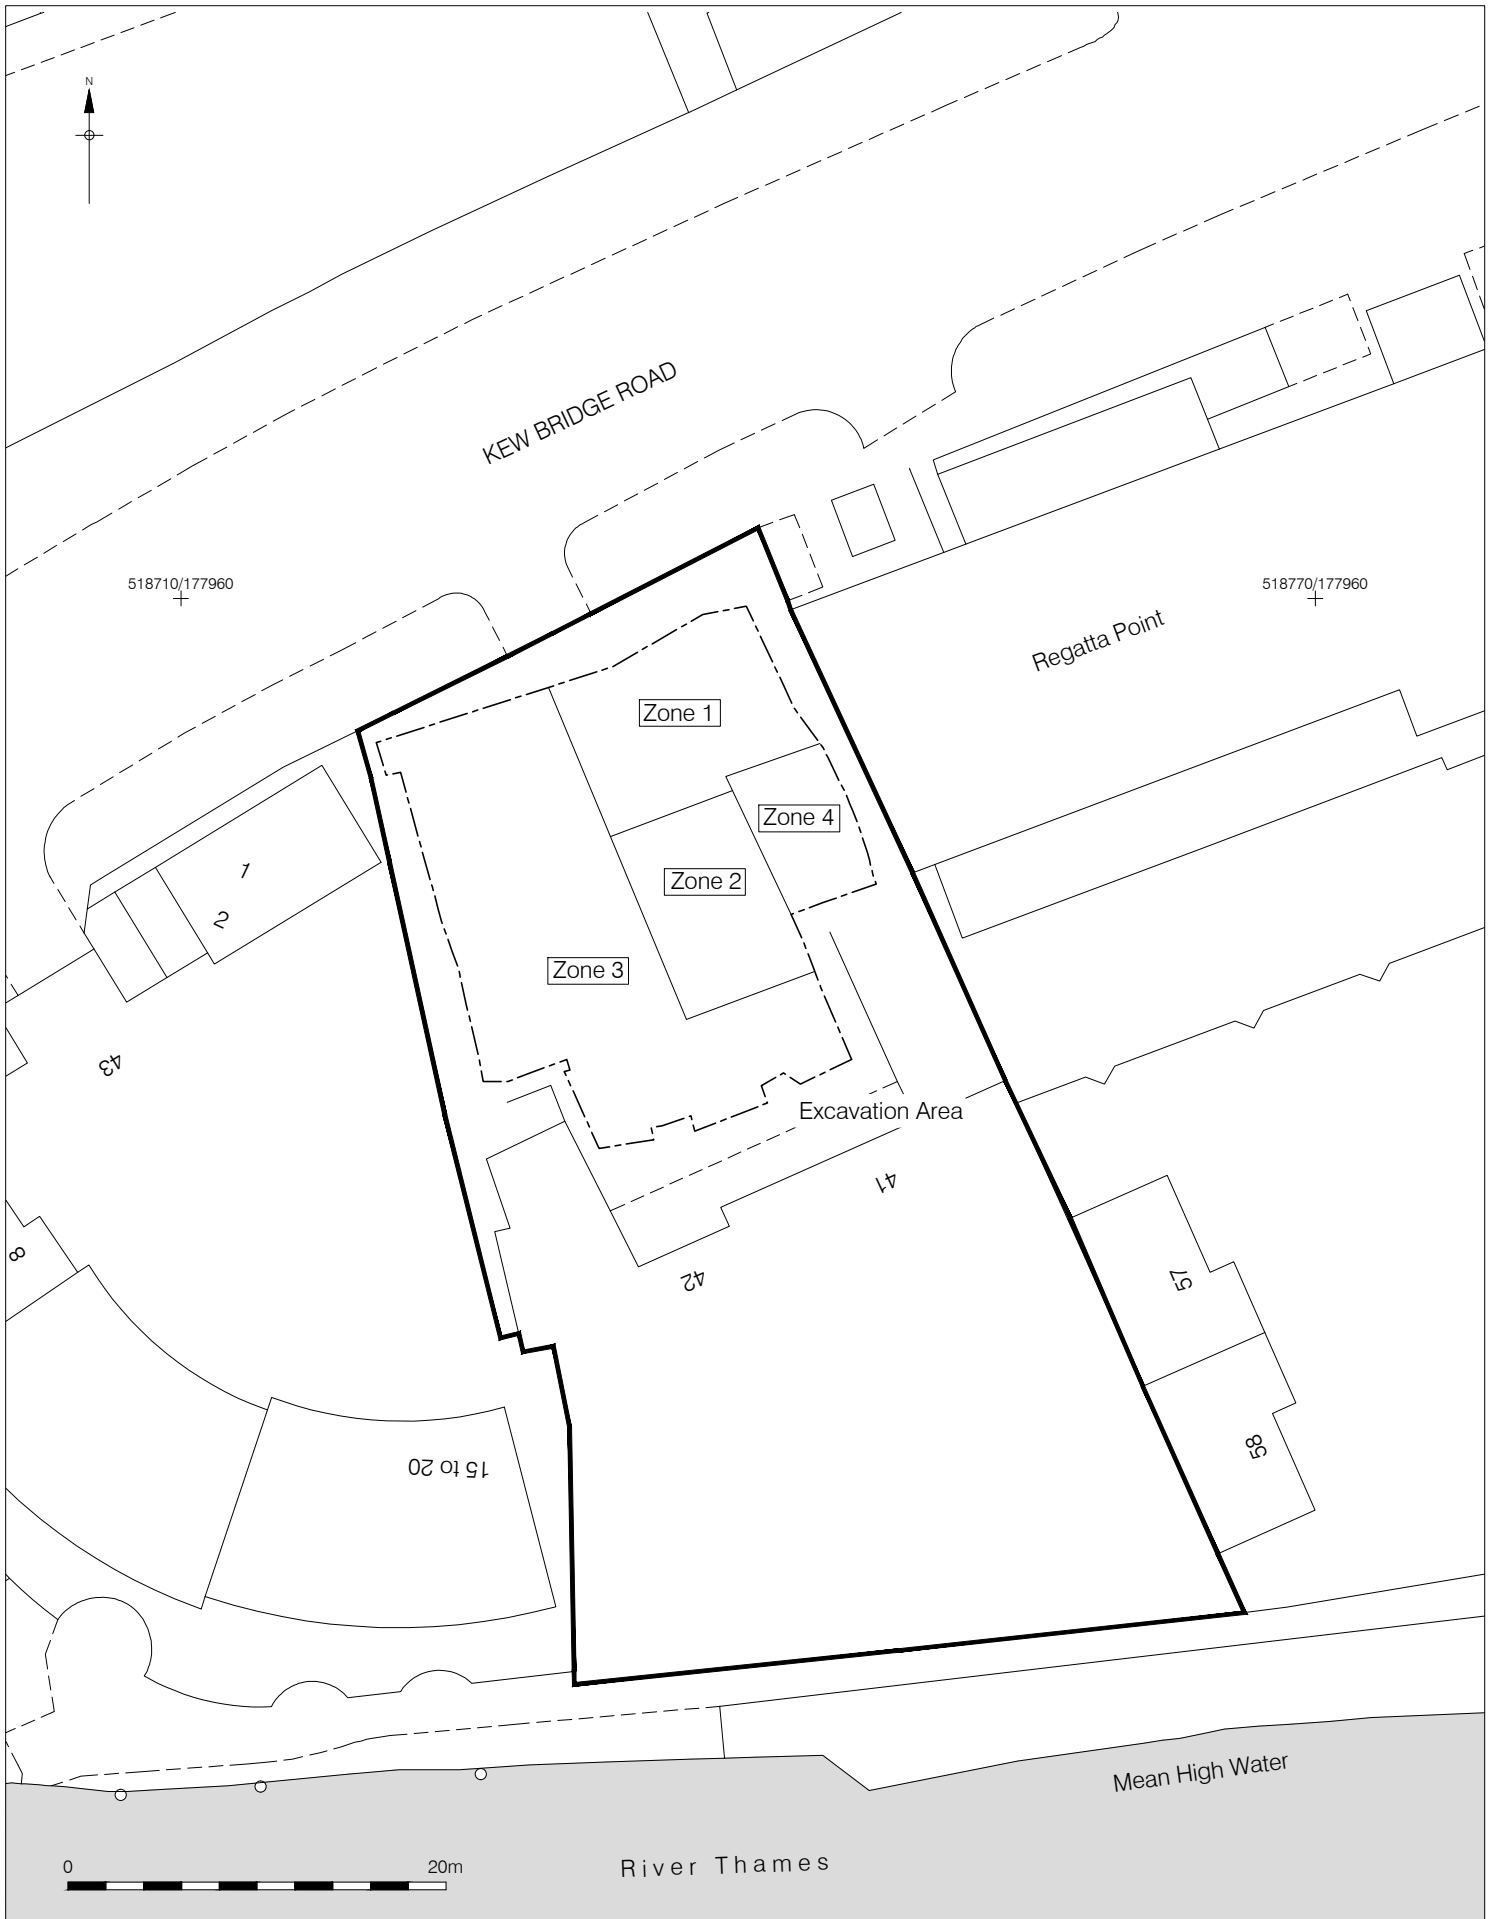 N
KEW BRIDGE ROAD
518710/177960
518770/177960
Regatta Point
Zone 1
Zone 4
1
Zone 2
2
Zone 3
43
Excavation Area
41
8
57
42
58
15 to 20
Mean High Water
River Thames
0 20m